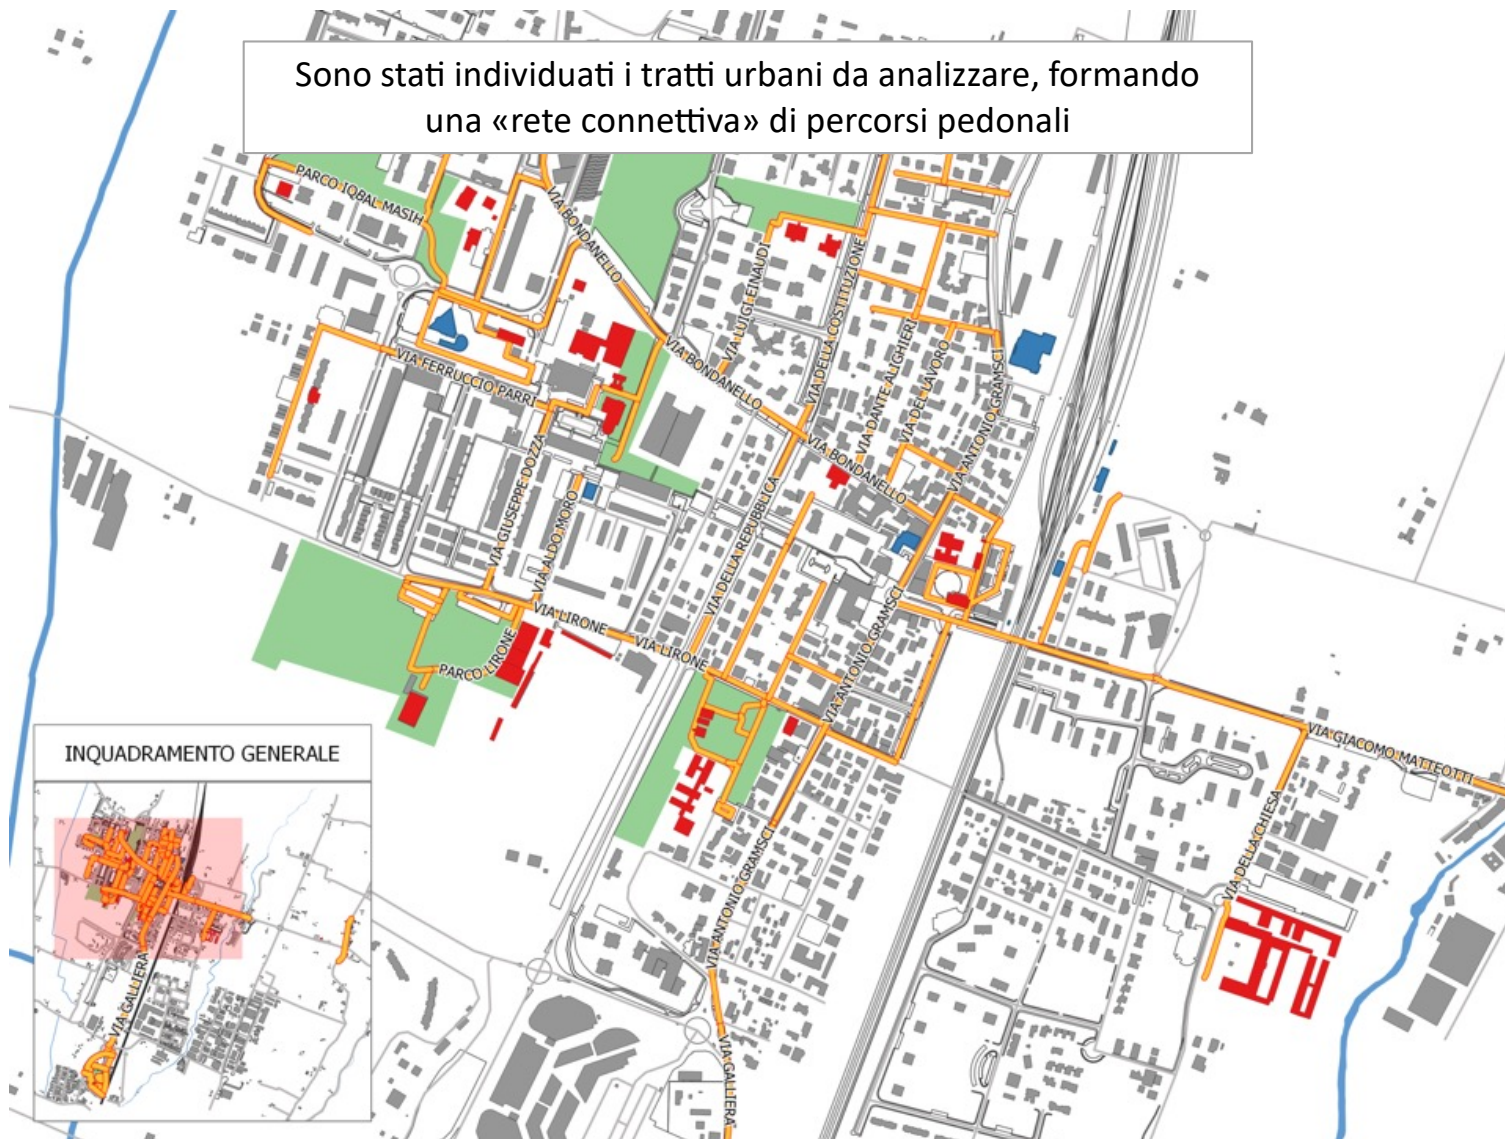 Sono stati individuati i tratti urbani da analizzare, formando
una «rete connettiva» di percorsi pedonali
PARCO IQBAL MASIH
VIA BONDANELLO
VIA LUIGI EINAUDI
VIA DELLA COSTITUZIONE
VIA BONDANELLO
VIA DANTE ALIGHIERI
VIA DEL LAVORO
VIA ANTONIO GRAMSCI
VIA FERRUCCIO PARRI
VIA BONDANELLO
VIA ANTONIO GRAMSCI
VIA GIUSEPPE DOZZA
VIA ALDO MORO
VIA DELLA REPUBBLICA
VIA LIRONE
VIA LIRONE
PARCO LIRONE
VIA ANTONIO GRAMSCI
VIA GIACOMO MATTEOTTI
VIA DELLA CHIESA
VIA ANTONIO GRAMSCI
VIA GALLIERA
INQUADRAMENTO GENERALE
VIA GALLIERA